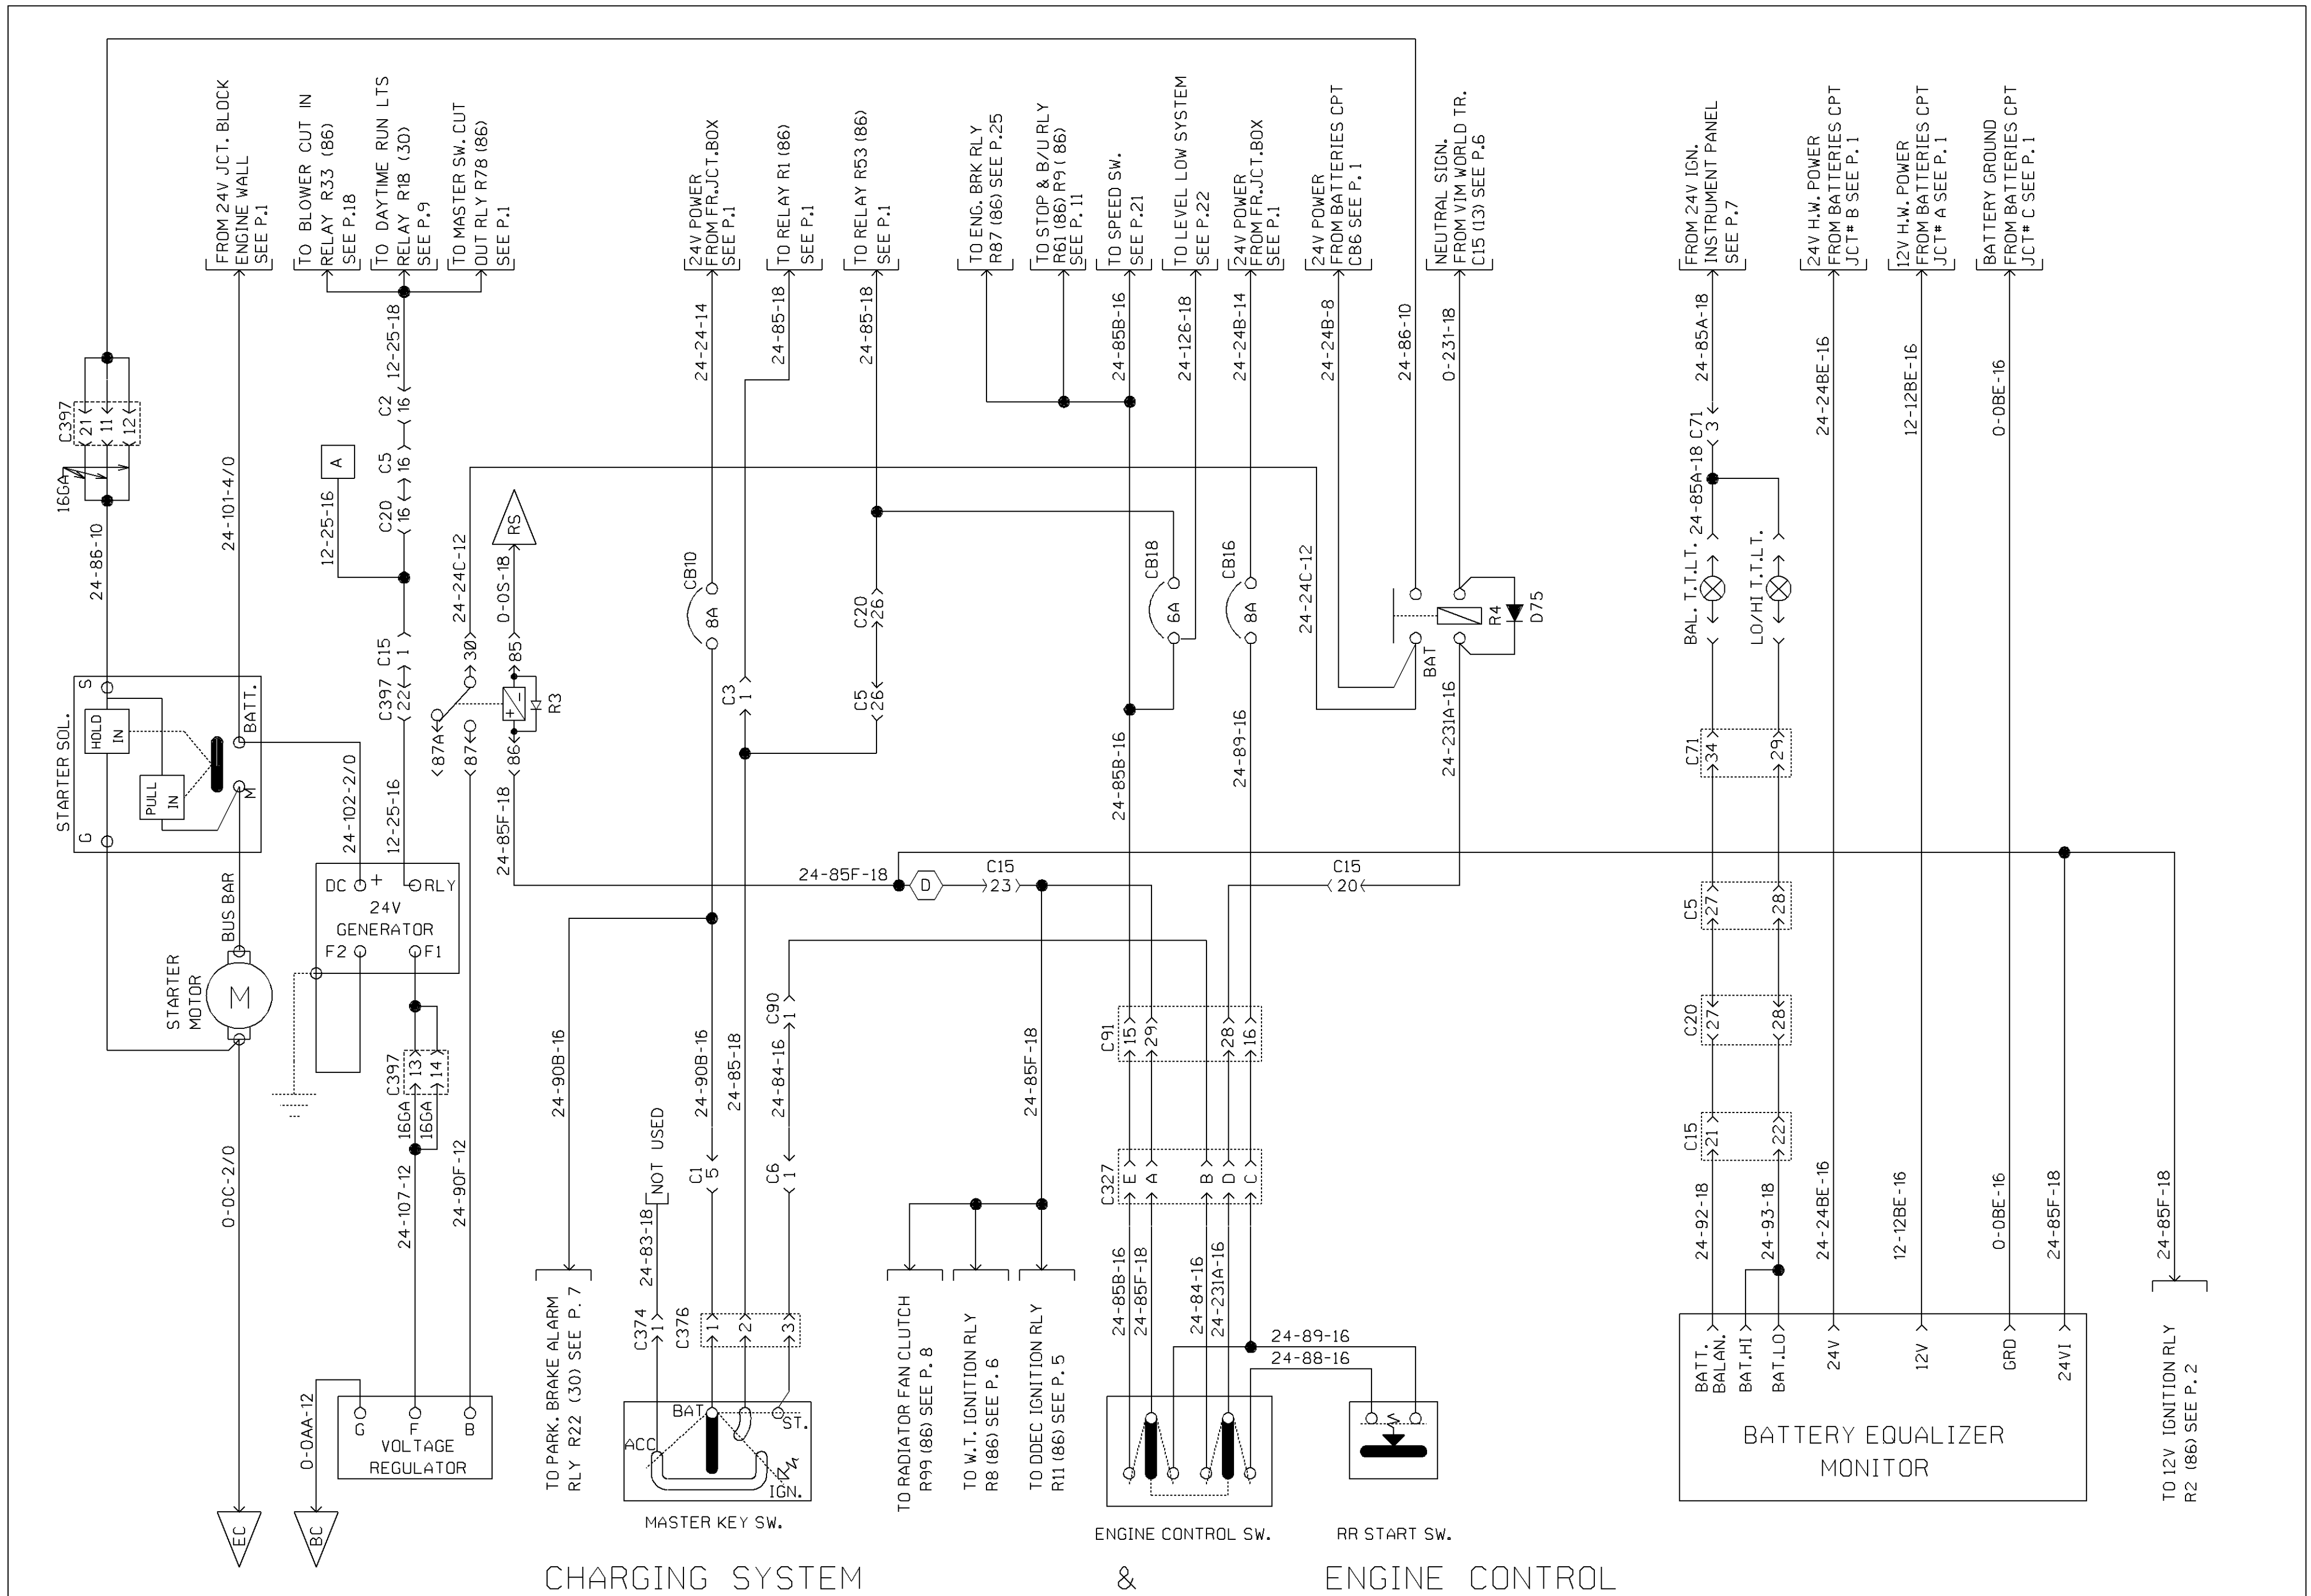 FROM 24V JCT. BLOCK
ENGINE WALL
SEE P.1
TO BLOWER CUT IN
RELAY R33 (86)
SEE P.18
TO DAYTIME RUN LTS
RELAY R18 (30)
SEE P.9
TO MASTER SW. CUT
OUT RLY R78 (86)
SEE P.1
24V POWER
FROM FR.JCT.BOX
SEE P.1
TO RELAY R1 (86)
SEE P.1
TO RELAY R53 (86)
SEE P.1
TO ENG. BRK RLY
R87 (86) SEE P.25
TO STOP & B/U RLY
R61 (86) R9 ( 86)
SEE P. 11
TO SPEED SW.
SEE P.21
TO LEVEL LOW SYSTEM
SEE P.22
24V POWER
FROM FR.JCT.BOX
SEE P.1
24V POWER
FROM BATTERIES CPT
CB6 SEE P. 1
NEUTRAL SIGN.
FROM VIM WORLD TR.
C15 (13) SEE P.6
FROM 24V IGN.
INSTRUMENT PANEL
SEE P.7
24V H.W. POWER
FROM BATTERIES CPT
JCT# B SEE P. 1
12V H.W. POWER
FROM BATTERIES CPT
JCT# A SEE P. 1
BATTERY GROUND
FROM BATTERIES CPT
JCT# C SEE P. 1
C397
21
11
12
16GA
24-86-10
24-101-4/0
12-25-18
C2
16
C5
16
C20
16
A
12-25-16
C15
1
C397
22
12-25-16
24-24C-12
RS
0-0S-18
30
85
87A
87
86
R3
24-85F-18
24-24-14
CB10
8A
24-85-18
C3
1
24-85-18
C20
26
C5
26
24-85B-16
24-126-18
24-24B-14
CB18
6A
CB16
8A
24-24B-8
24-24C-12
24-86-10
0-231-18
R4
D75
BAT
24-85B-16
24-89-16
24-231A-16
24-85A-18
C71
3
24-85A-18
BAL. T.T.LT.
LO/HI T.T.LT.
24-24BE-16
12-12BE-16
0-0BE-16
STARTER SOL.
S
HOLD
IN
PULL
IN
G
BATT.
M
24-102-2/0
BUS BAR
STARTER
MOTOR
M
DC
+
RLY
24V
GENERATOR
F2
F1
C397
13
14
16GA
16GA
24-107-12
24-90F-12
0-0C-2/0
0-0AA-12
G
F
B
VOLTAGE
REGULATOR
EC
BC
24-85F-18
D
C15
23
C15
20
24-90B-16
TO PARK. BRAKE ALARM
RLY R22 (30) SEE P. 7
NOT USED
24-83-18
C374
1
24-90B-16
C1
5
24-85-18
C90
1
24-84-16
C6
1
C376
1
2
3
BAT
ACC
ST.
IGN.
MASTER KEY SW.
24-85F-18
TO RADIATOR FAN CLUTCH
R99 (86) SEE P. 8
TO W.T. IGNITION RLY
R8 (86) SEE P. 6
TO DDEC IGNITION RLY
R11 (86) SEE P. 5
C91
15
29
28
16
C327
E
A
B
D
C
24-85B-16
24-85F-18
24-84-16
24-231A-16
24-89-16
24-88-16
ENGINE CONTROL SW.
RR START SW.
C71
34
29
C5
27
28
C20
27
28
C15
21
22
24-92-18
24-93-18
24-24BE-16
12-12BE-16
0-0BE-16
24-85F-18
24-85F-18
BATT.
BALAN.
BAT.HI
BAT.LO
24V
12V
GRD
24VI
BATTERY EQUALIZER
MONITOR
TO 12V IGNITION RLY
R2 (86) SEE P. 2
CHARGING SYSTEM & ENGINE CONTROL